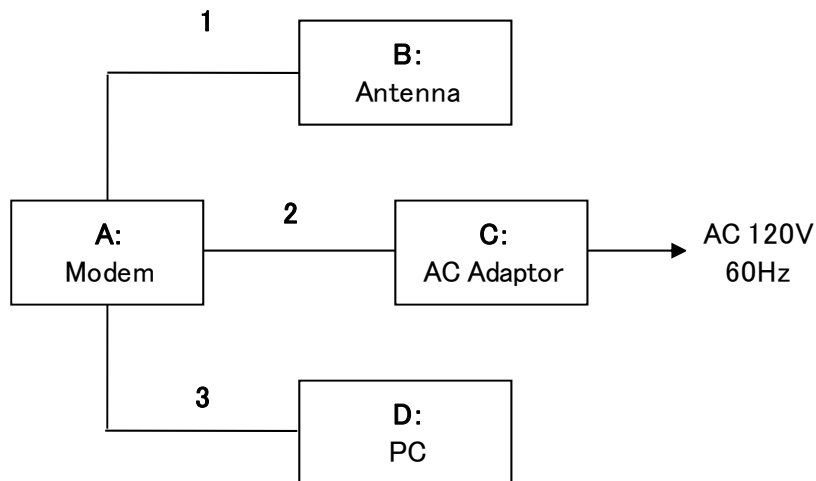 1
B:
Antenna
A:
Modem
2
C:
AC Adaptor
AC 120V
60Hz
3
D:
PC